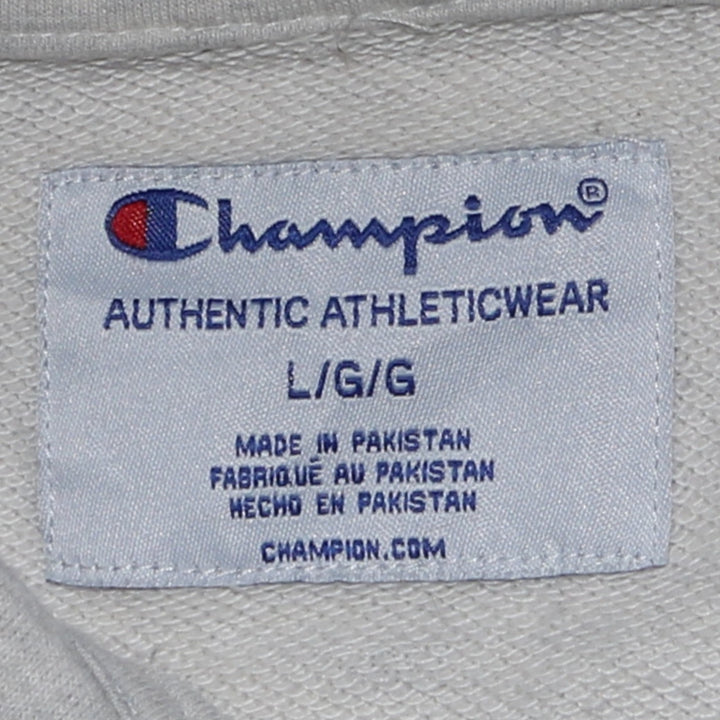 Champion®
AUTHENTIC ATHLETICWEAR
L/G/G
MADE IN PAKISTAN
FABRIQUÉ AU PAKISTAN
HECHO EN PAKISTAN
CHAMPION.COM